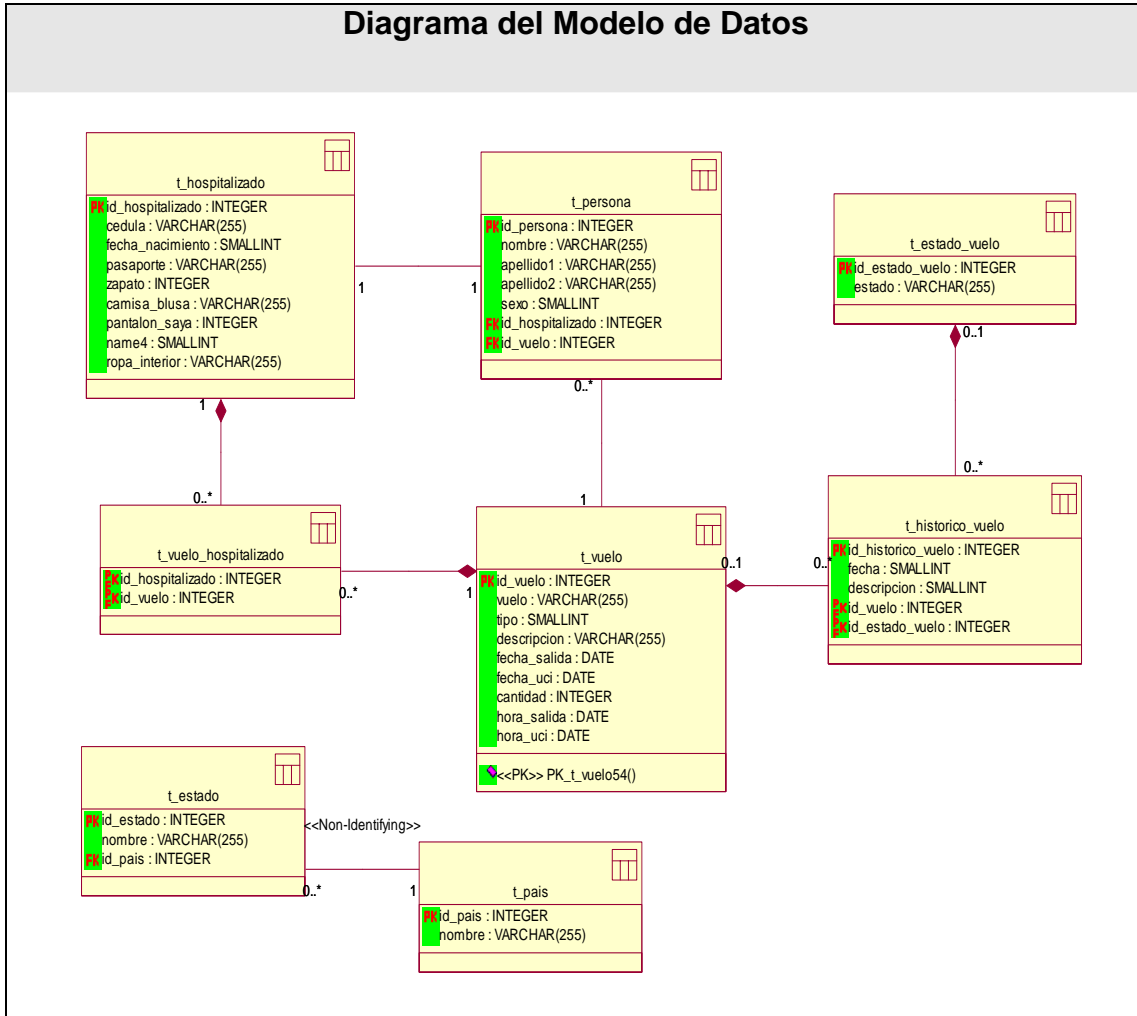 Diagrama del Modelo de Datos
t_hospitalizado
PK id_hospitalizado : INTEGER
cedula : VARCHAR(255)
fecha_nacimiento : SMALLINT
pasaporte : VARCHAR(255)
zapato : INTEGER
camisa_blusa : VARCHAR(255)
pantalon_saya : INTEGER
name4 : SMALLINT
ropa_interior : VARCHAR(255)
1
1
t_persona
PK id_persona : INTEGER
nombre : VARCHAR(255)
apellido1 : VARCHAR(255)
apellido2 : VARCHAR(255)
sexo : SMALLINT
FK id_hospitalizado : INTEGER
FK id_vuelo : INTEGER
t_estado_vuelo
PK id_estado_vuelo : INTEGER
estado : VARCHAR(255)
0..1
0..*
1
0..*
0..*
1
t_vuelo_hospitalizado
id_hospitalizado : INTEGER
id_vuelo : INTEGER
0..*
1
t_vuelo
PK id_vuelo : INTEGER
vuelo : VARCHAR(255)
tipo : SMALLINT
descripcion : VARCHAR(255)
fecha_salida : DATE
fecha_uci : DATE
cantidad : INTEGER
hora_salida : DATE
hora_uci : DATE
<<PK>> PK_t_vuelo54()
0..1
0..*
t_historico_vuelo
PK id_historico_vuelo : INTEGER
fecha : SMALLINT
descripcion : SMALLINT
id_vuelo : INTEGER
id_estado_vuelo : INTEGER
t_estado
PK id_estado : INTEGER
nombre : VARCHAR(255)
FK id_pais : INTEGER
<<Non-Identifying>>
0..*
1
t_pais
PK id_pais : INTEGER
nombre : VARCHAR(255)